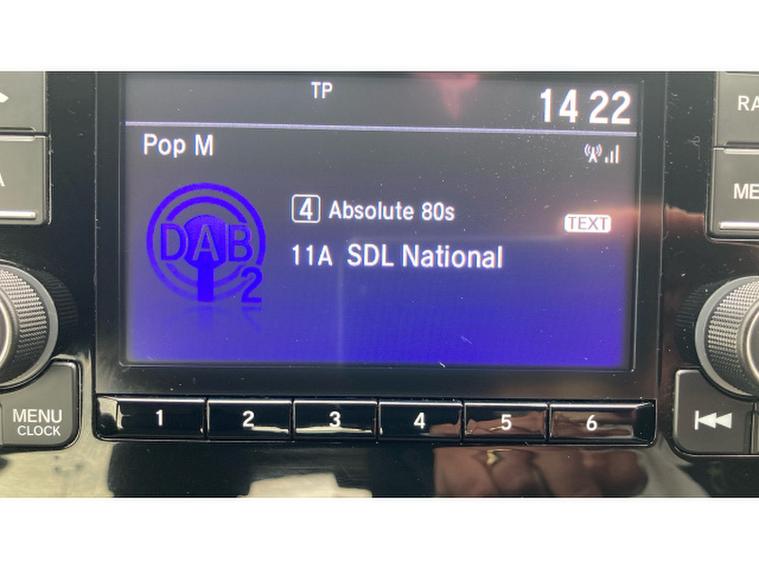 TP
14 22
Pop M
4 Absolute 80s
TEXT
DAB 2
11A SDL National
1 2 3 4 5 6
MENU
CLOCK